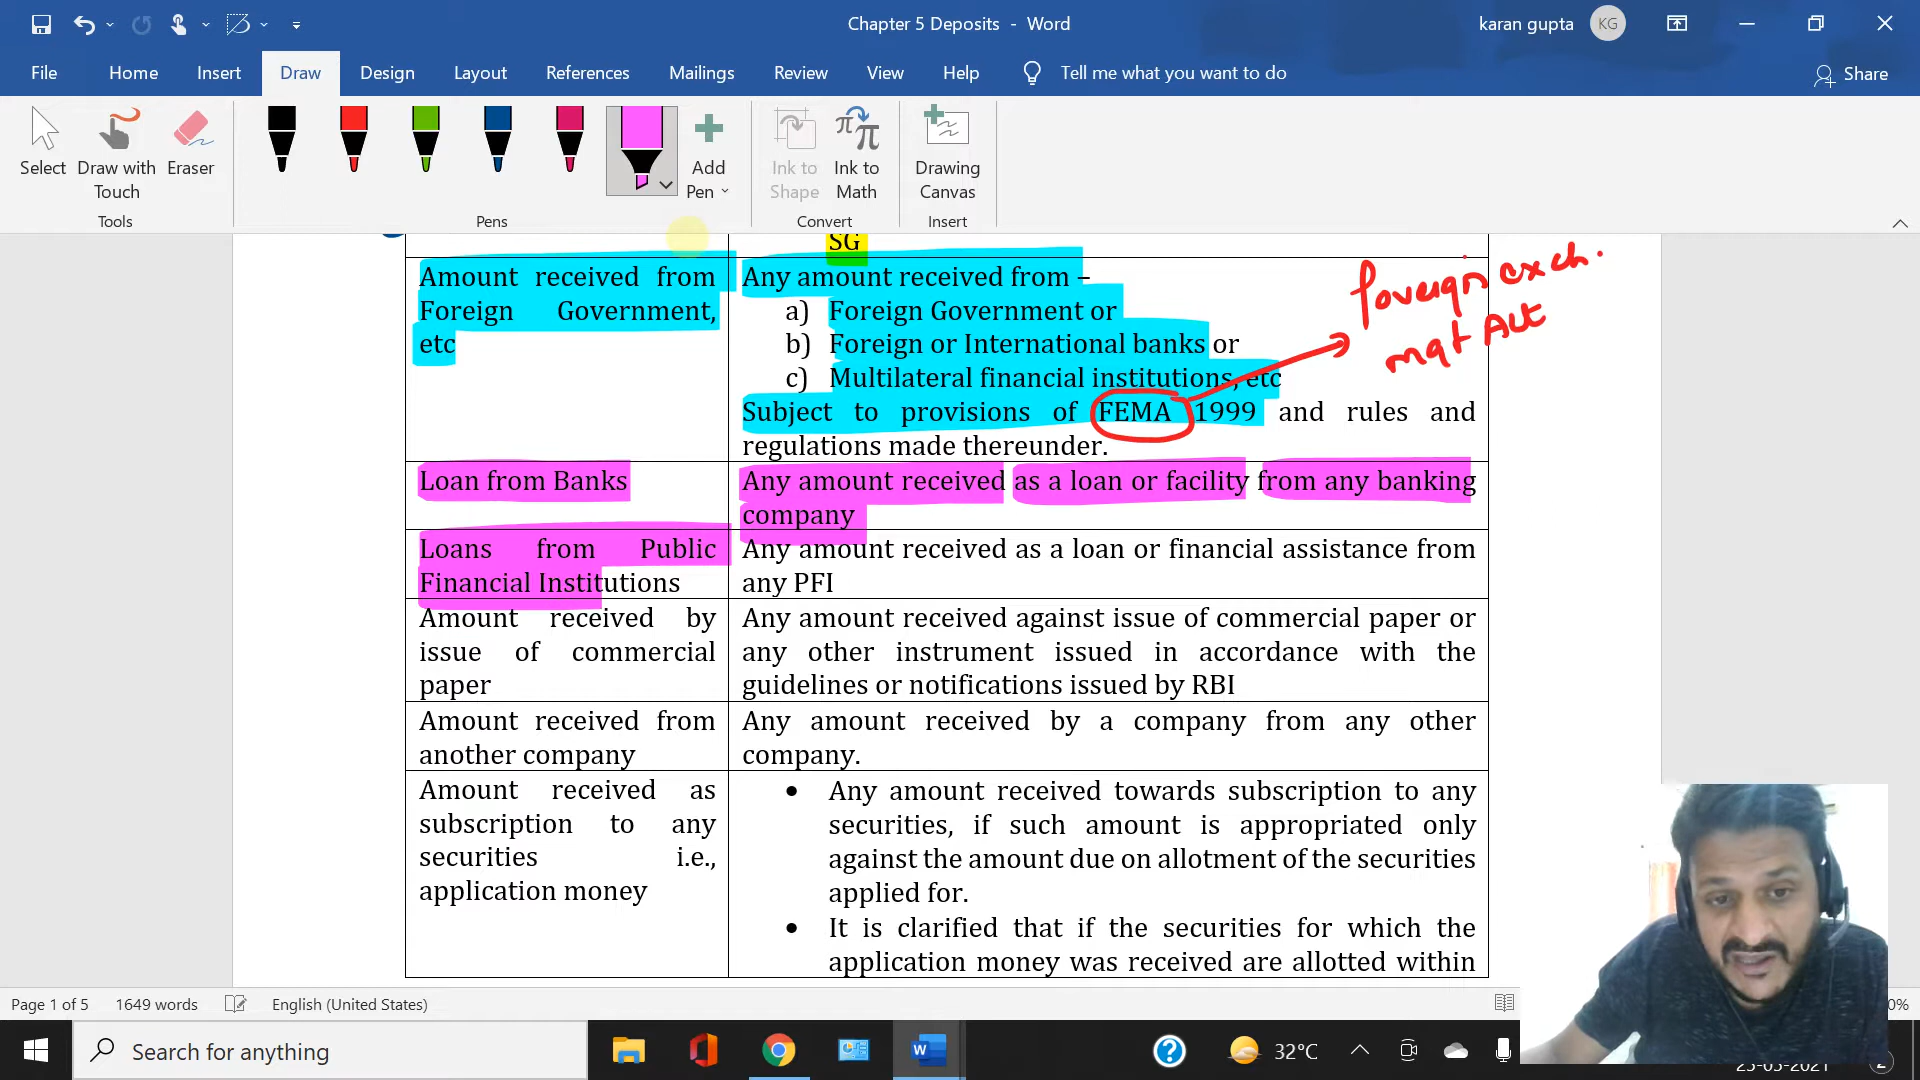 Chapter 5 Deposits - Word
karan gupta
KG
File Home Insert Draw Design Layout References Mailings Review View Help Tell me what you want to do
Share
Select
Draw with Touch
Eraser
Add Pen
Ink to Shape
Ink to Math
Drawing Canvas
Tools
Pens
Convert
Insert
SG
Amount received from
Foreign Government,
etc
Any amount received from –
a) Foreign Government or
b) Foreign or International banks or
c) Multilateral financial institutions, etc
Subject to provisions of FEMA 1999 and rules and
regulations made thereunder.
foreign exch.
mgt Act
Loan from Banks
Any amount received as a loan or facility from any banking
company
Loans from Public
Financial Institutions
Any amount received as a loan or financial assistance from
any PFI
Amount received by
issue of commercial
paper
Any amount received against issue of commercial paper or
any other instrument issued in accordance with the
guidelines or notifications issued by RBI
Amount received from
another company
Any amount received by a company from any other
company.
Amount received as
subscription to any
securities i.e.,
application money
• Any amount received towards subscription to any
securities, if such amount is appropriated only
against the amount due on allotment of the securities
applied for.
• It is clarified that if the securities for which the
application money was received are allotted within
Page 1 of 5 1649 words English (United States)
0%
Search for anything
32°C